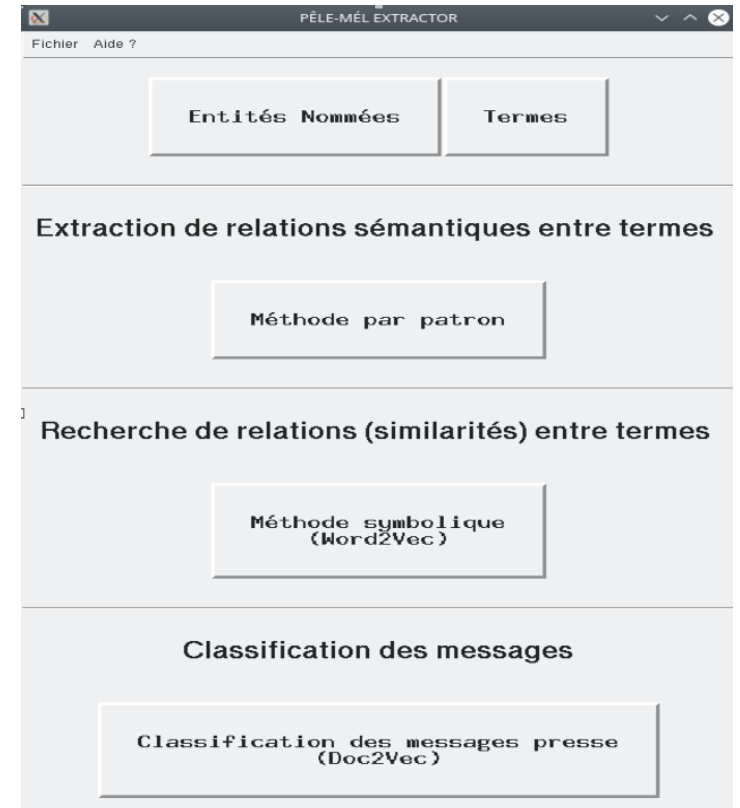 PÊLE-MÉL EXTRACTOR
Fichier Aide ?
Entités Nommées Termes
Extraction de relations sémantiques entre termes
Méthode par patron
Recherche de relations (similarités) entre termes
Méthode symbolique
(Word2Vec)
Classification des messages
Classification des messages presse
(Doc2Vec)